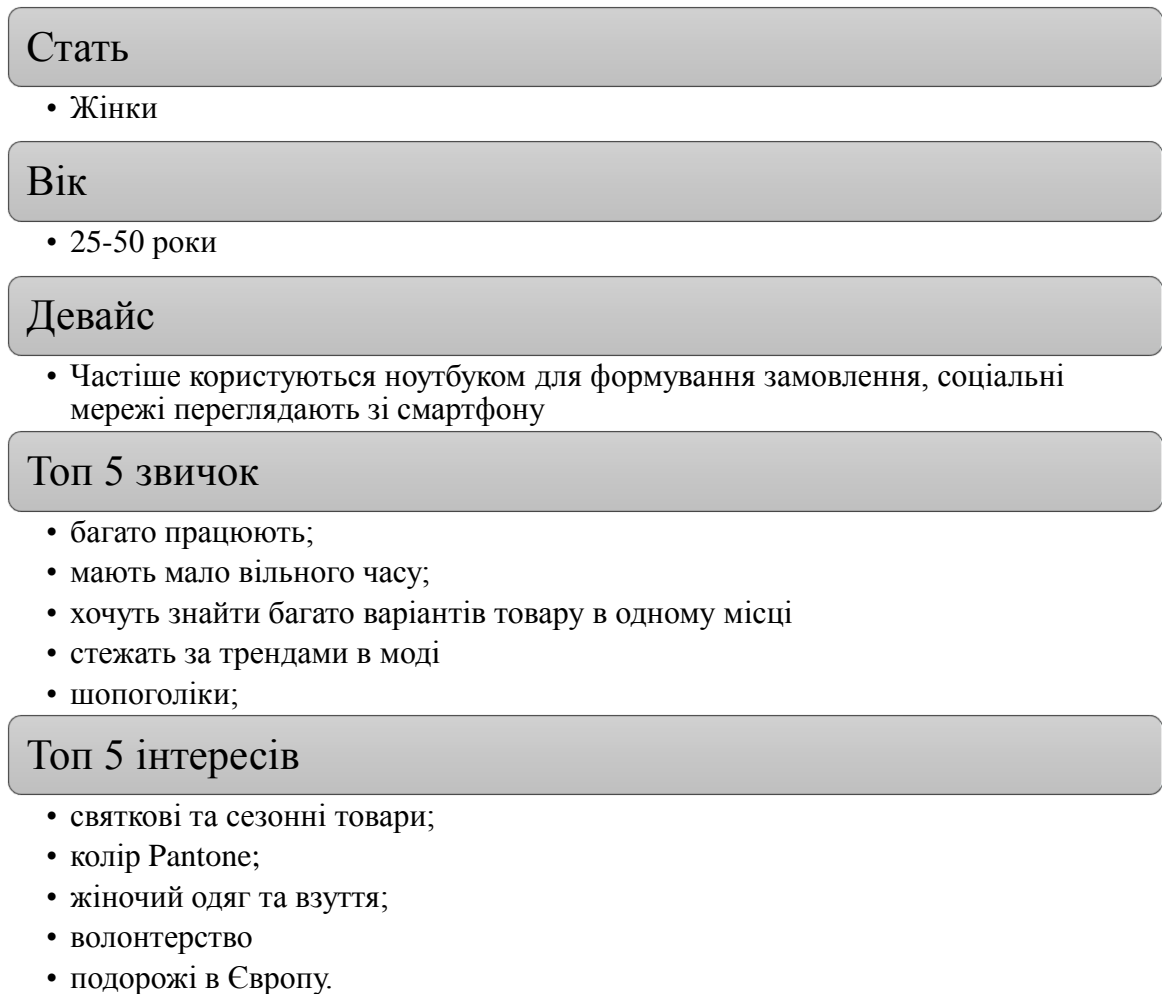 Стать
• Жінки
Вік
• 25-50 роки
Девайс
• Частіше користуються ноутбуком для формування замовлення, соціальні
мережі переглядають зі смартфону
Топ 5 звичок
• багато працюють;
• мають мало вільного часу;
• хочуть знайти багато варіантів товару в одному місці
• стежать за трендами в моді
• шопоголіки;
Топ 5 інтересів
• святкові та сезонні товари;
• колір Pantone;
• жіночий одяг та взуття;
• волонтерство
• подорожі в Європу.